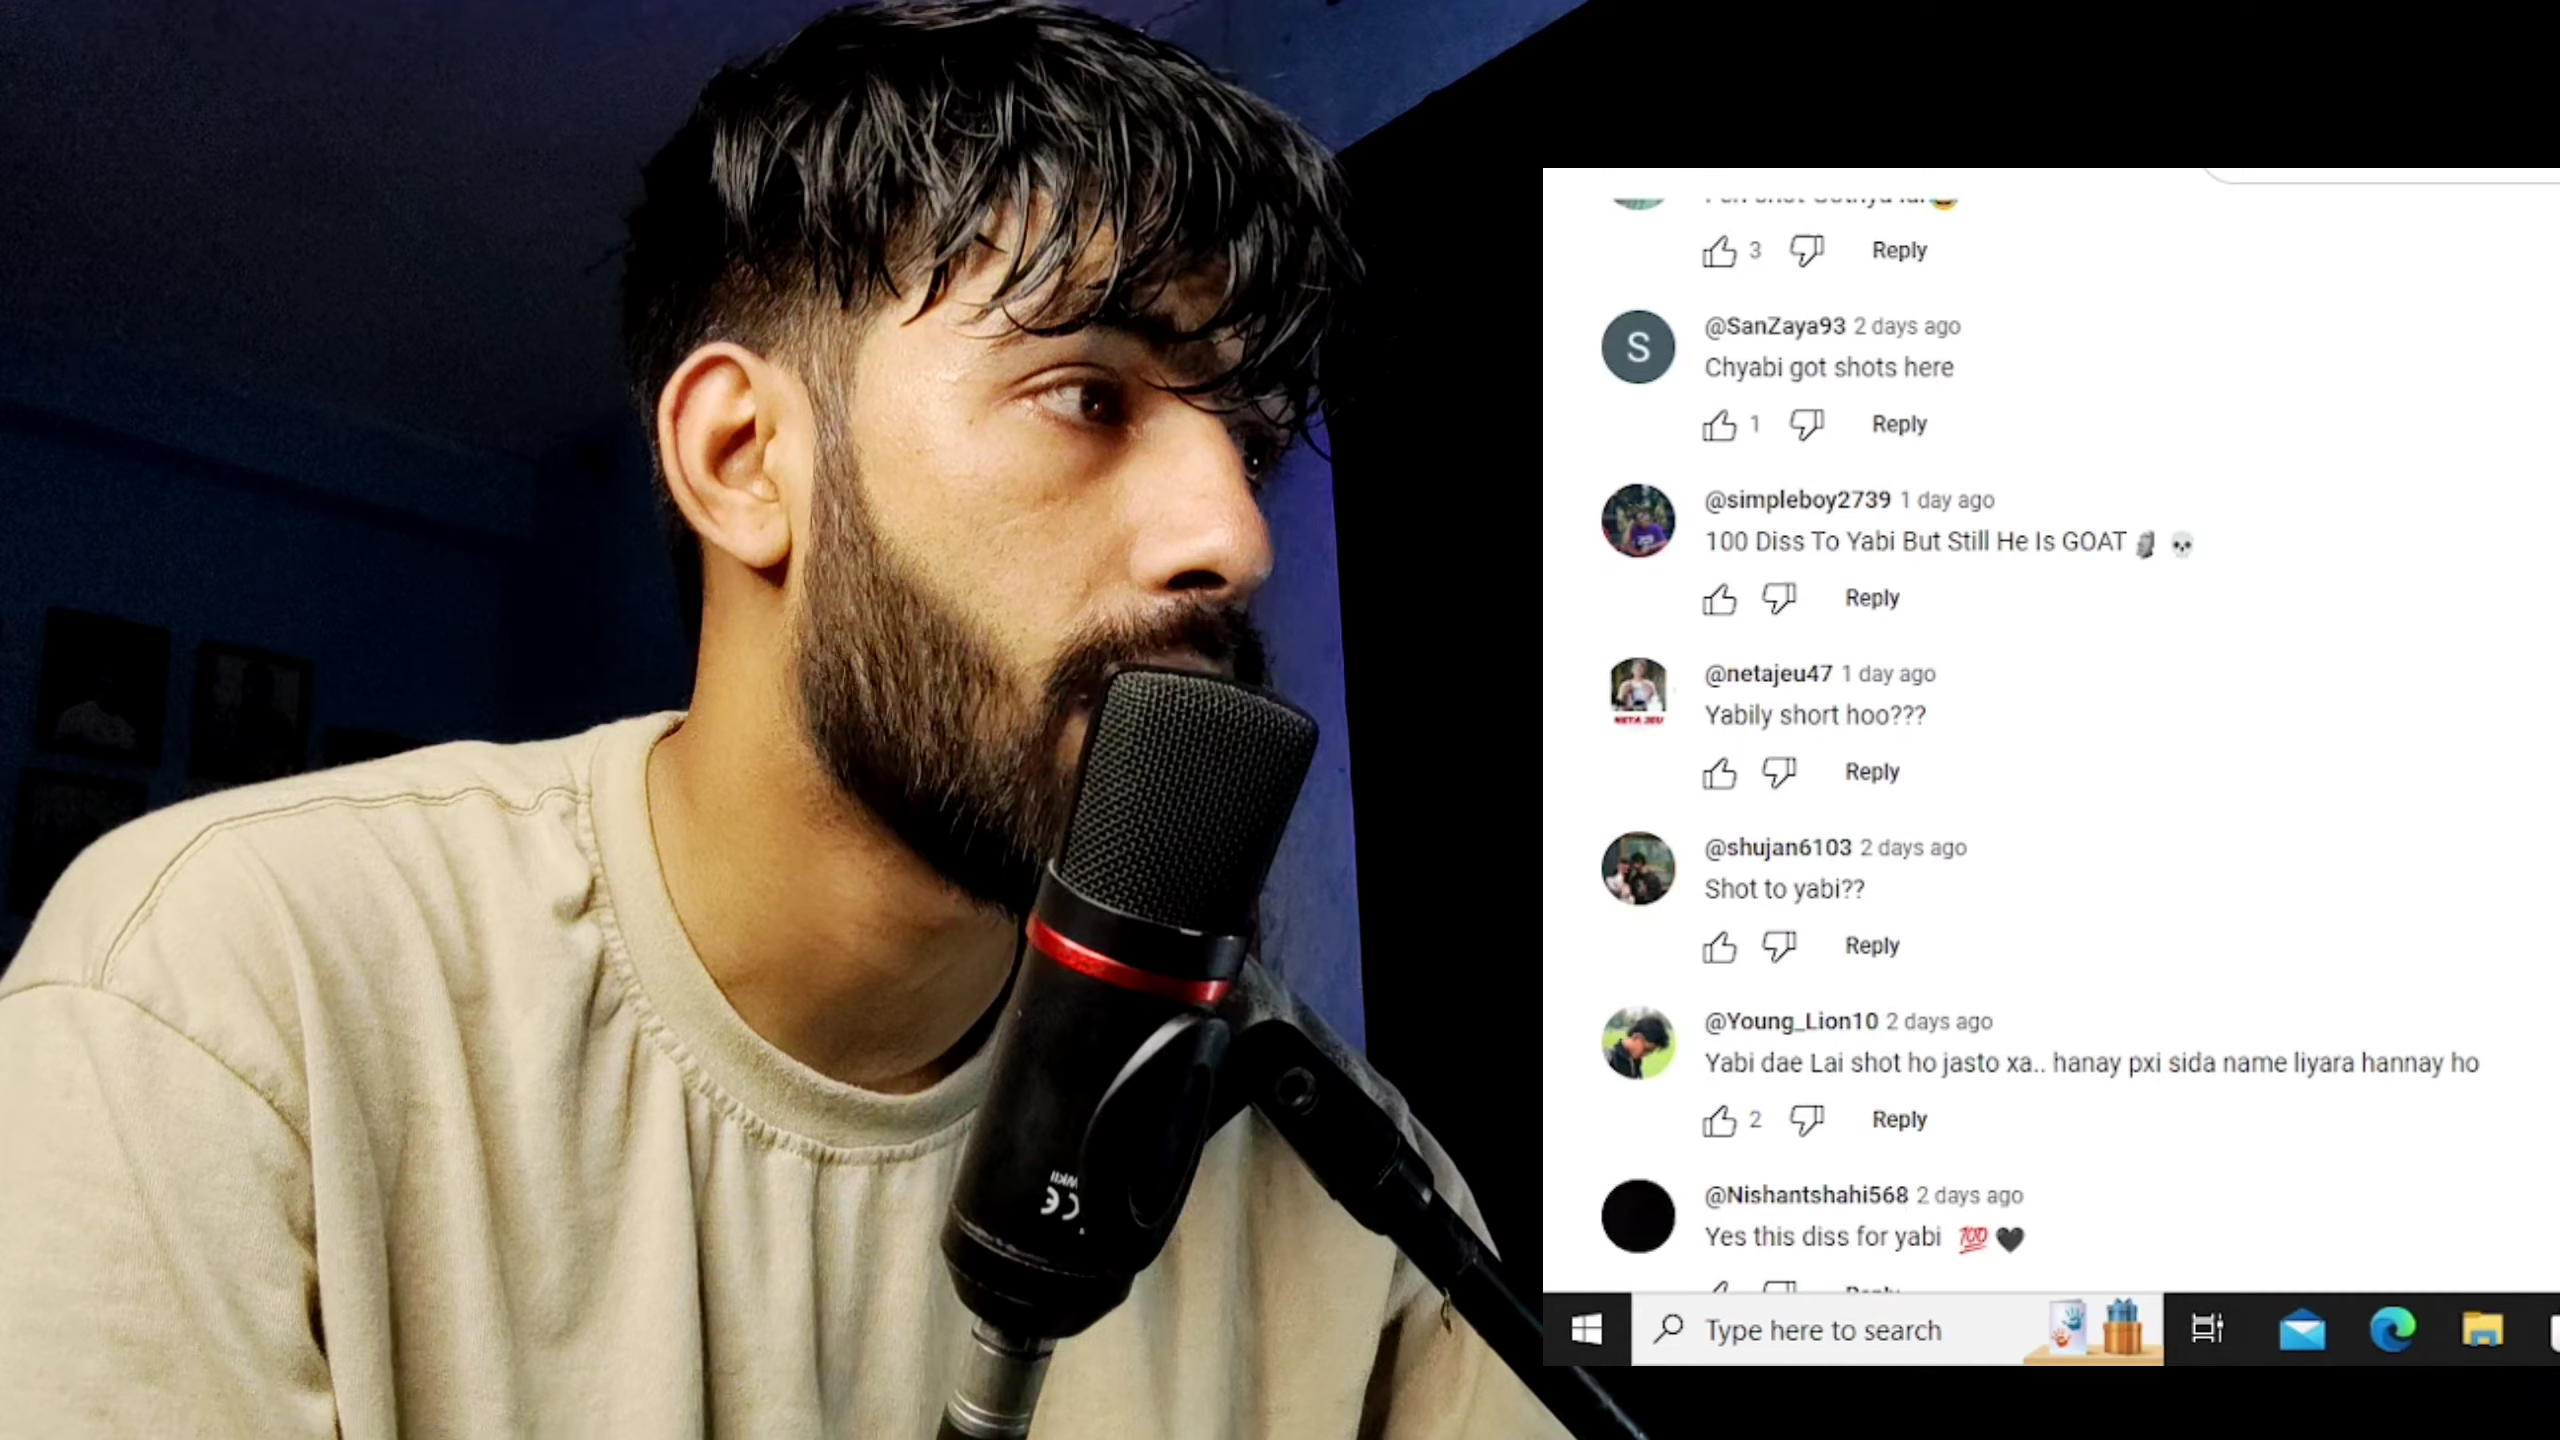 3 Reply
@SanZaya93 2 days ago
Chyabi got shots here
1 Reply
@simpleboy2739 1 day ago
100 Diss To Yabi But Still He Is GOAT 🗿 💀
Reply
@netajeu47 1 day ago
Yabily short hoo???
Reply
@shujan6103 2 days ago
Shot to yabi??
Reply
@Young_Lion10 2 days ago
Yabi dae Lai shot ho jasto xa.. hanay pxi sida name liyara hannay ho
2 Reply
@Nishantshahi568 2 days ago
Yes this diss for yabi 💯🖤
Type here to search
S
NETA JEU
CE